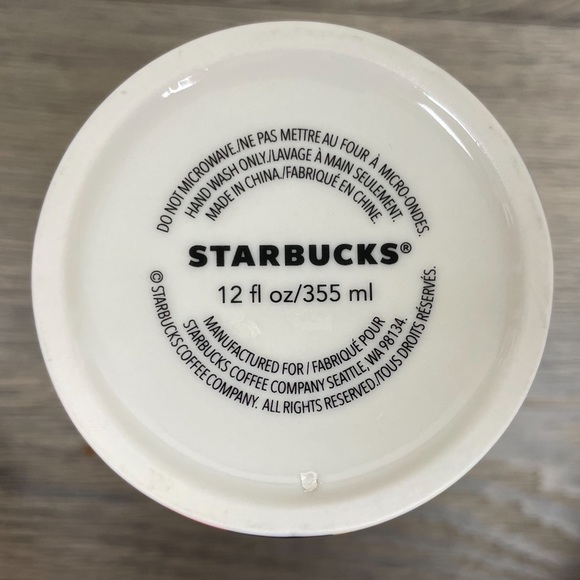 DO NOT MICROWAVE./NE PAS METTRE AU FOUR À MICRO-ONDES.
HAND WASH ONLY./LAVAGE À MAIN SEULEMENT.
MADE IN CHINA./FABRIQUÉ EN CHINE.
STARBUCKS®
12 fl oz/355 ml
MANUFACTURED FOR / FABRIQUÉ POUR
STARBUCKS COFFEE COMPANY SEATTLE, WA 98134.
© STARBUCKS COFFEE COMPANY. ALL RIGHTS RESERVED./TOUS DROITS RÉSERVÉS.